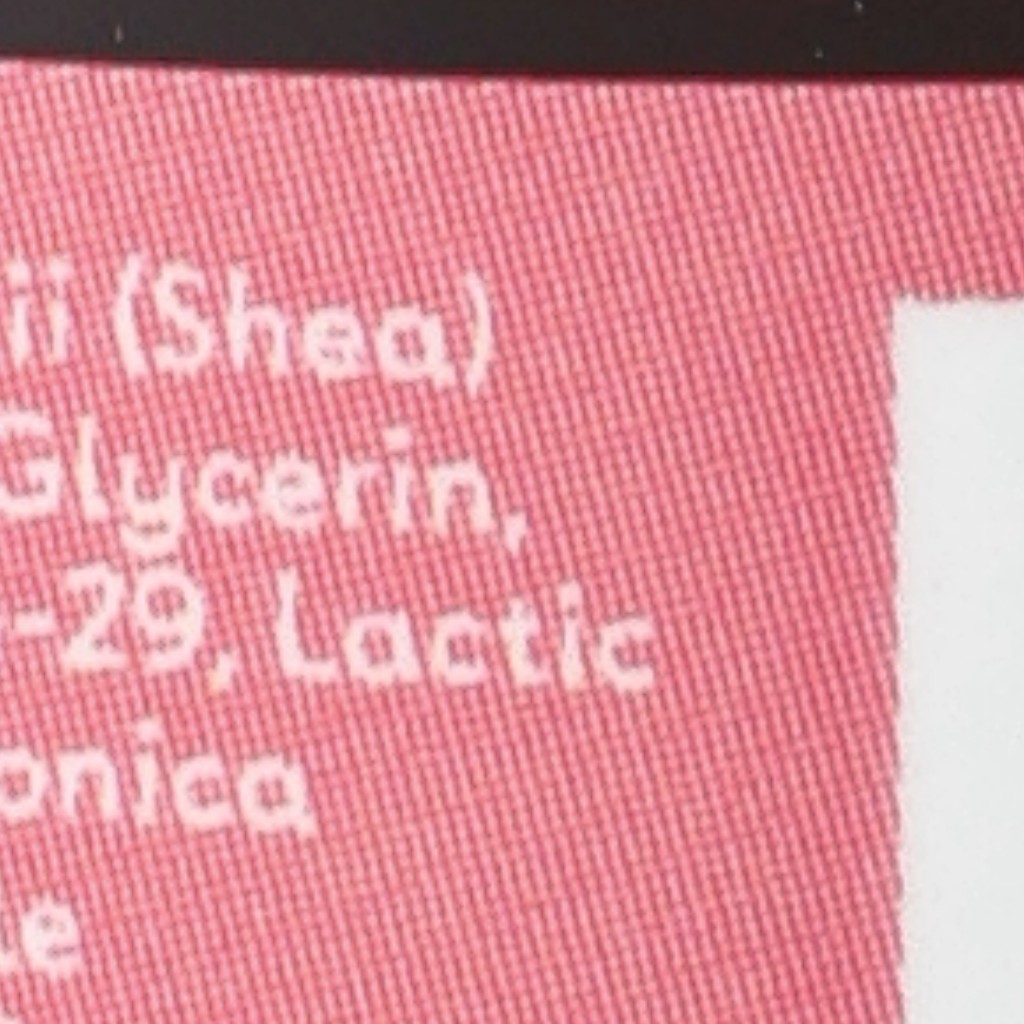 ii (Shea)
Glycerin,
-29, Lactic
onica
le